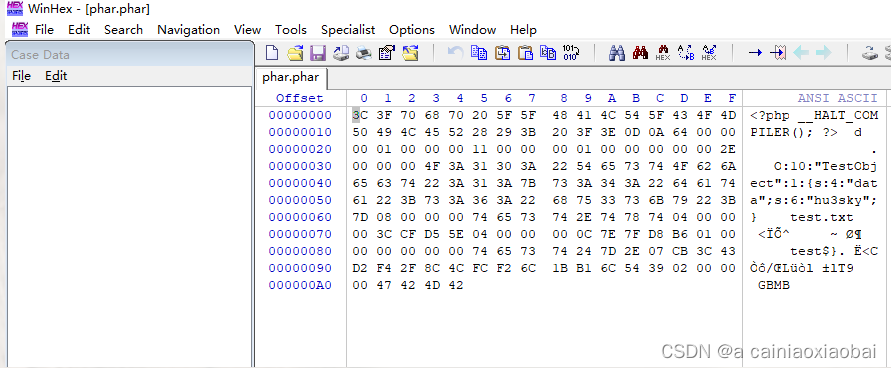 WinHex - [phar.phar]
File Edit Search Navigation View Tools Specialist Options Window Help
Case Data
File Edit
phar.phar
Offset 0 1 2 3 4 5 6 7 8 9 A B C D E F ANSI ASCII
00000000 3C 3F 70 68 70 20 5F 5F 48 41 4C 54 5F 43 4F 4D <?php __HALT_COM
00000010 50 49 4C 45 52 28 29 3B 20 3F 3E 0D 0A 64 00 00 PILER(); ?> d
00000020 00 01 00 00 00 11 00 00 00 01 00 00 00 00 00 2E .
00000030 00 00 00 4F 3A 31 30 3A 22 54 65 73 74 4F 62 6A O:10:"TestObj
00000040 65 63 74 22 3A 31 3A 7B 73 3A 34 3A 22 64 61 74 ect":1:{s:4:"dat
00000050 61 22 3B 73 3A 36 3A 22 68 75 33 73 6B 79 22 3B a";s:6:"hu3sky";
00000060 7D 08 00 00 00 74 65 73 74 2E 74 78 74 04 00 00 } test.txt
00000070 00 3C CF D5 5E 04 00 00 00 0C 7E 7F D8 B6 01 00 <ÏÕ^ ~ Ø¶
00000080 00 00 00 00 00 74 65 73 74 24 7D 2E 07 CB 3C 43 test$}. Ë<C
00000090 D2 F4 2F 8C 4C FC F2 6C 1B B1 6C 54 39 02 00 00 Òô/ŒLüòl ±lT9
000000A0 00 47 42 4D 42 GBMB
CSDN @a cainiaoxiaobai